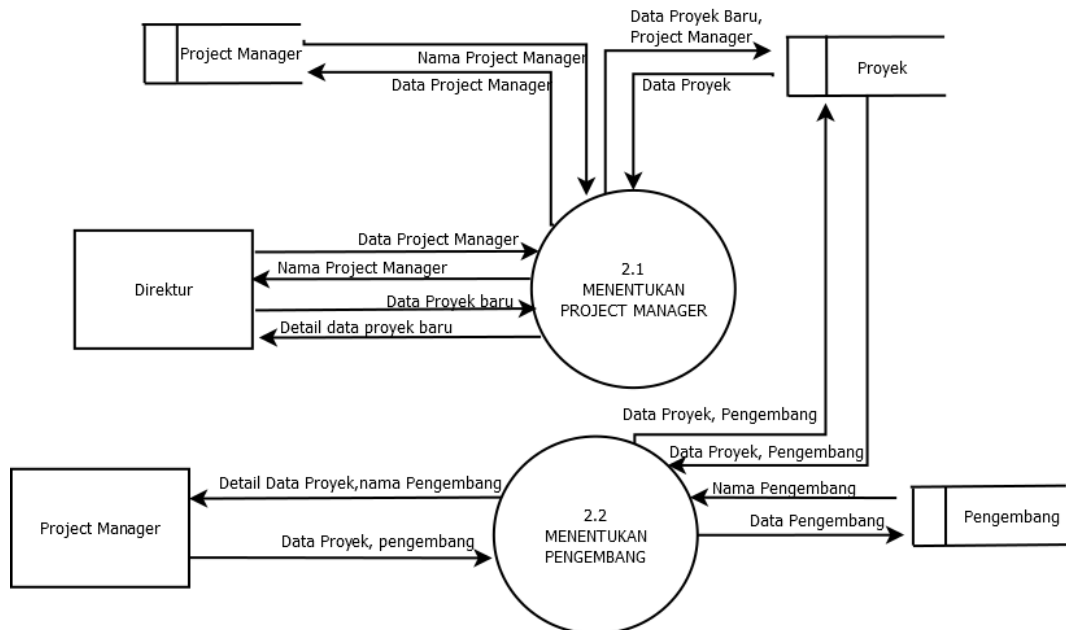 Data Proyek Baru,
Project Manager
Project Manager
Nama Project Manager
Data Project Manager
Data Proyek
Proyek
Direktur
Data Project Manager
Nama Project Manager
Data Proyek baru
Detail data proyek baru
2.1
MENENTUKAN
PROJECT MANAGER
Data Proyek, Pengembang
Data Proyek, Pengembang
Project Manager
Detail Data Proyek,nama Pengembang
Data Proyek, pengembang
2.2
MENENTUKAN
PENGEMBANG
Nama Pengembang
Data Pengembang
Pengembang